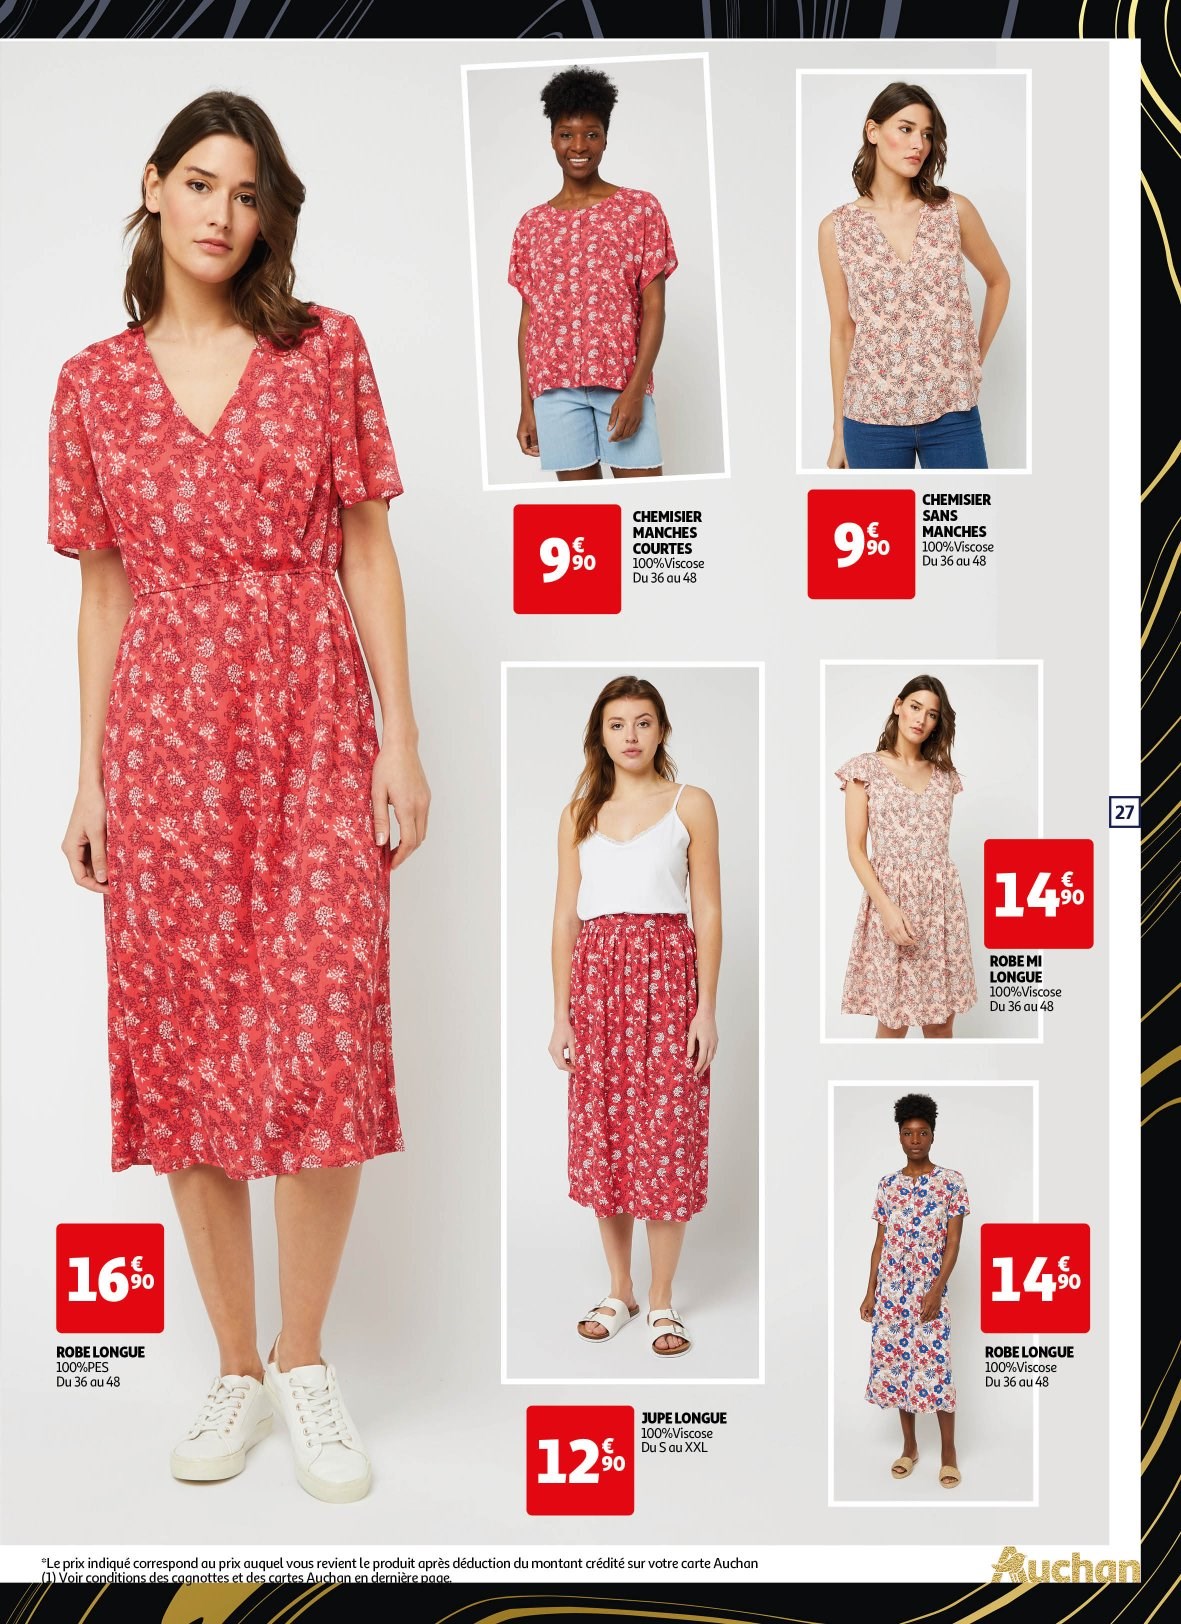 9€90
CHEMISIER
MANCHES
COURTES
100%Viscose
Du 36 au 48
9€90
CHEMISIER
SANS
MANCHES
100%Viscose
Du 36 au 48
27
14€90
ROBE MI
LONGUE
100%Viscose
Du 36 au 48
16€90
ROBE LONGUE
100%PES
Du 36 au 48
12€90
JUPE LONGUE
100%Viscose
Du S au XXL
14€90
ROBE LONGUE
100%Viscose
Du 36 au 48
*Le prix indiqué correspond au prix auquel vous revient le produit après déduction du montant crédité sur votre carte Auchan
(1) Voir conditions des cagnottes et des cartes Auchan en dernière page.
Auchan